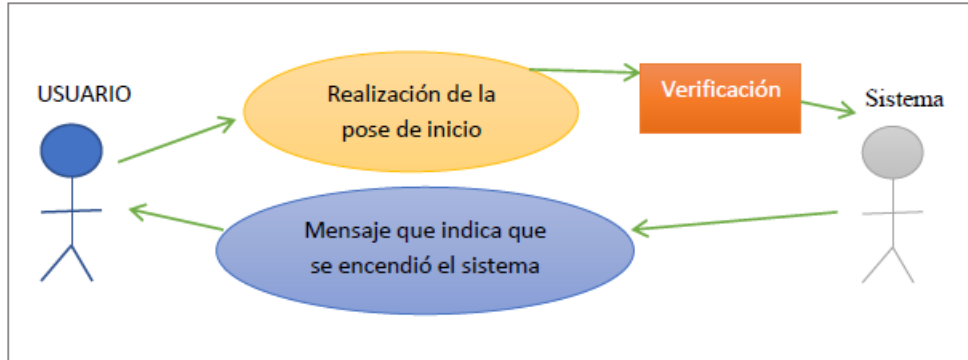 USUARIO
Realización de la
pose de inicio
Verificación
Sistema
Mensaje que indica que
se encendió el sistema